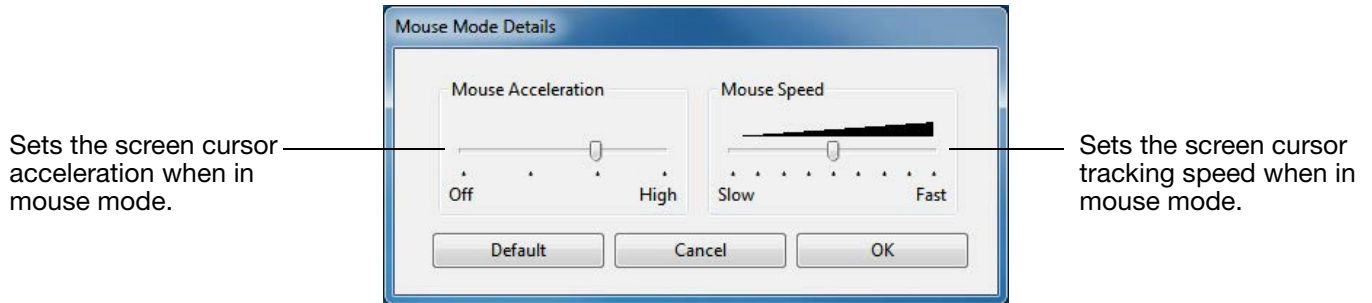 Mouse Mode Details
Mouse Acceleration
Mouse Speed
Sets the screen cursor
acceleration when in
mouse mode.
Off
High
Slow
Fast
Sets the screen cursor
tracking speed when in
mouse mode.
Default
Cancel
OK